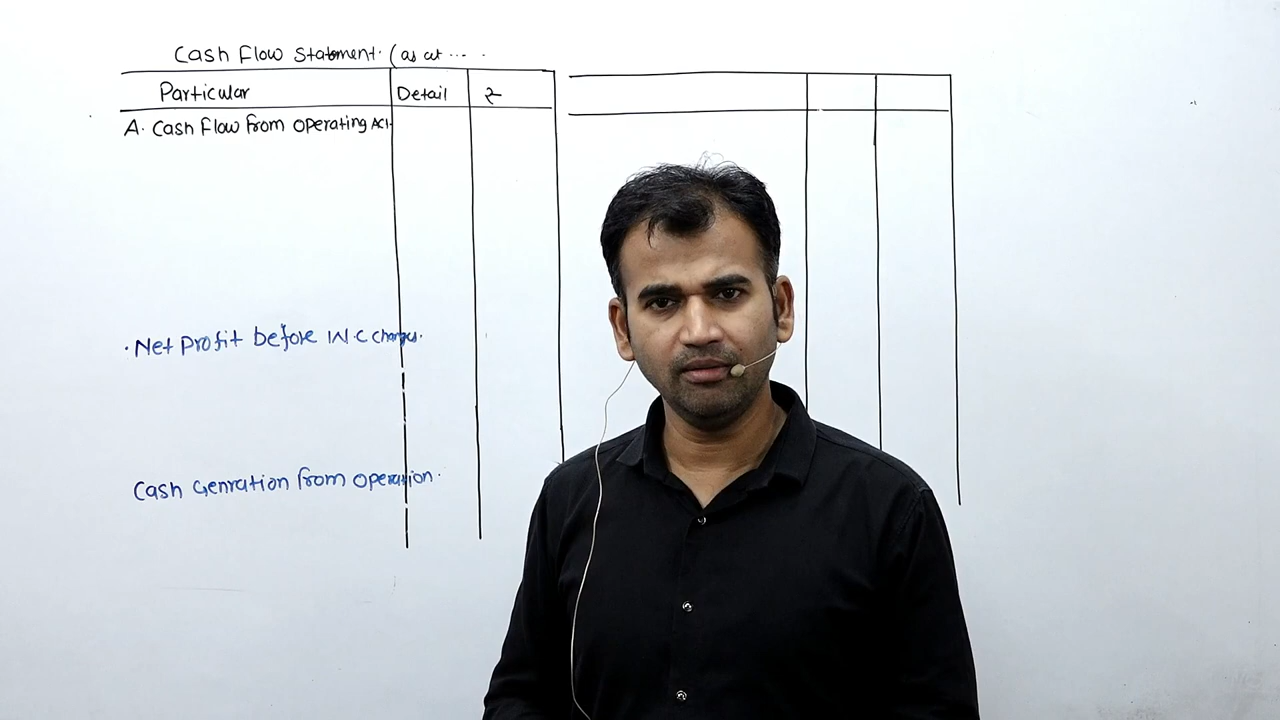 Cash Flow Statement. (as at .....
Particular Detail ₹
A. Cash Flow From Operating Act.
. Net Profit before W.C changes.
Cash Genration from operation.